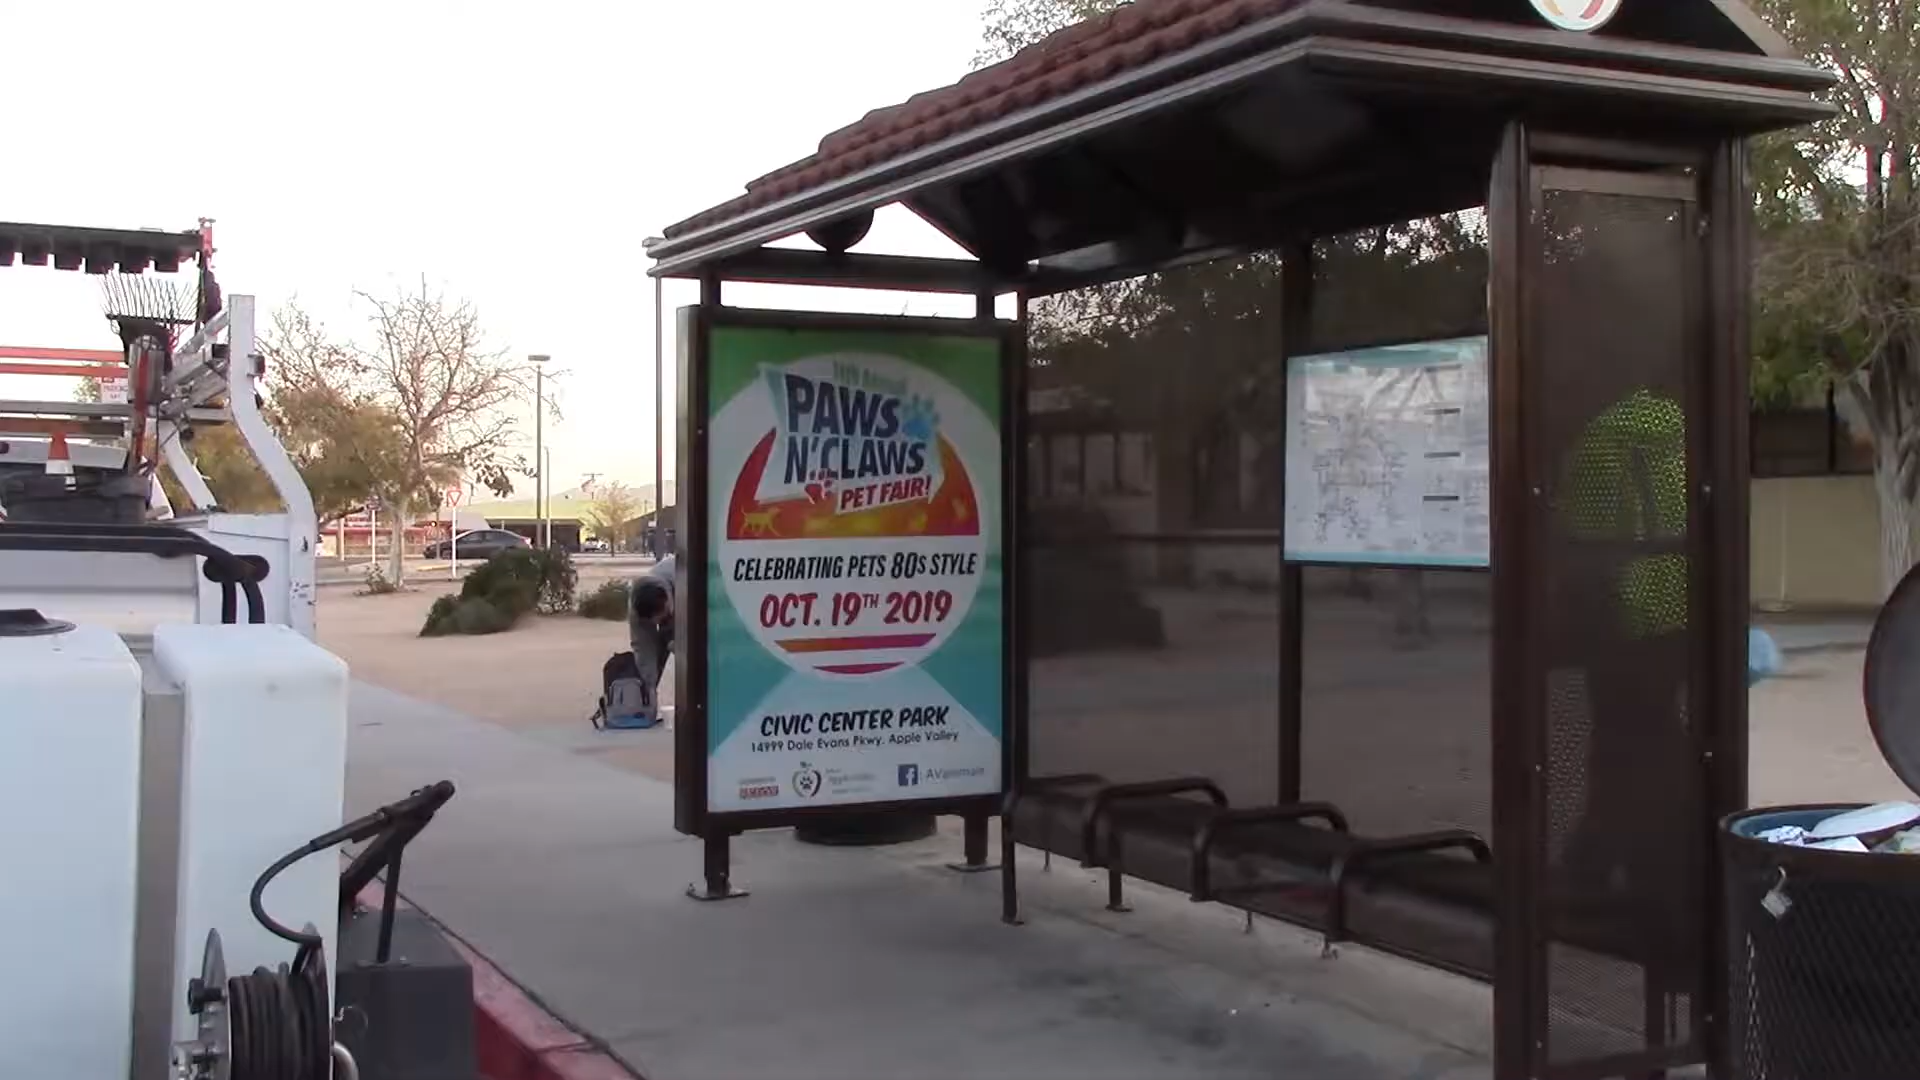 PAWS
N' CLAWS
PET FAIR!
CELEBRATING PETS 80s STYLE
OCT. 19TH 2019
CIVIC CENTER PARK
14999 Dale Evans Pkwy, Apple Valley